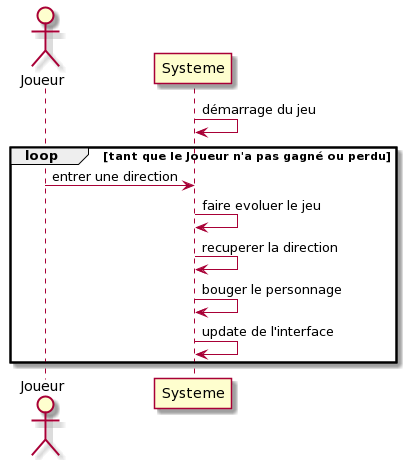 Joueur
Systeme
démarrage du jeu
loop [tant que le Joueur n'a pas gagné ou perdu]
entrer une direction
faire evoluer le jeu
recuperer la direction
bouger le personnage
update de l'interface
Joueur
Systeme